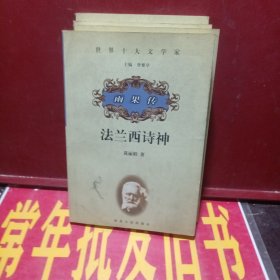 世界十大文学家
雨果传
法兰西诗神
著
常年批发旧书